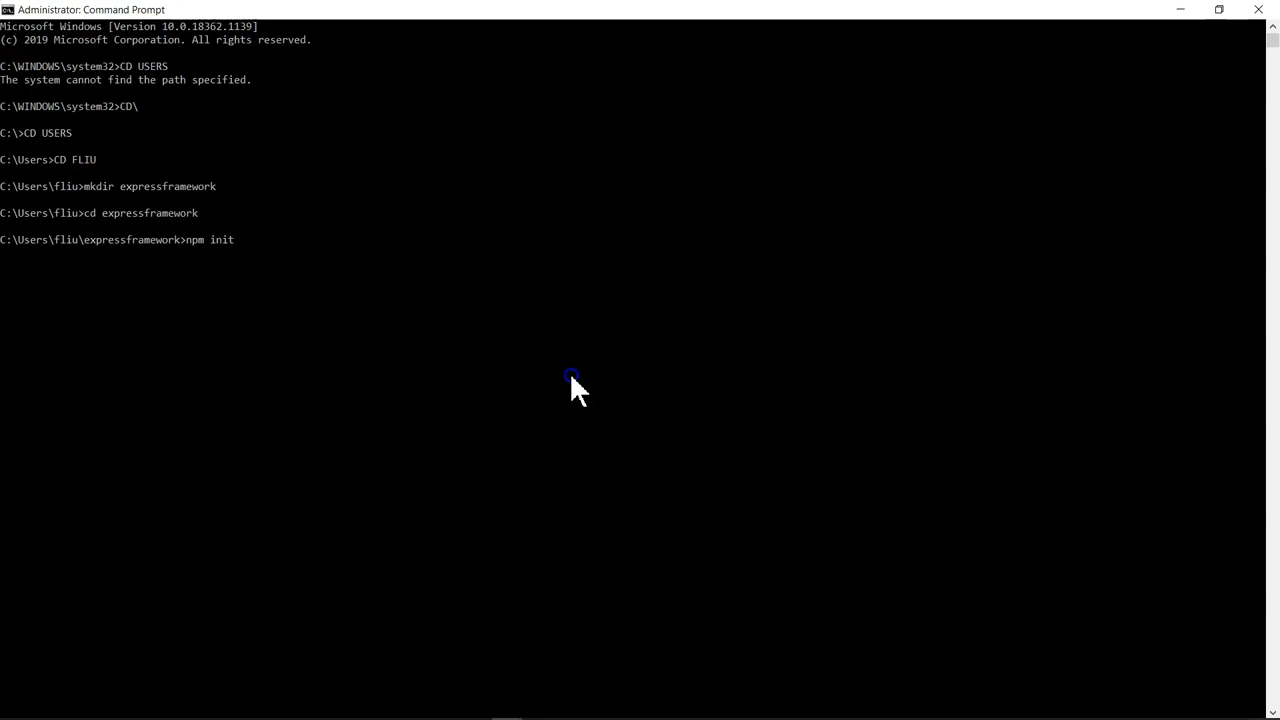 Administrator: Command Prompt
Microsoft Windows [Version 10.0.18362.1139]
(c) 2019 Microsoft Corporation. All rights reserved.
C:\WINDOWS\system32>CD USERS
The system cannot find the path specified.
C:\WINDOWS\system32>CD\
C:\>CD USERS
C:\Users>CD FLIU
C:\Users\fliu>mkdir expressframework
C:\Users\fliu>cd expressframework
C:\Users\fliu\expressframework>npm init